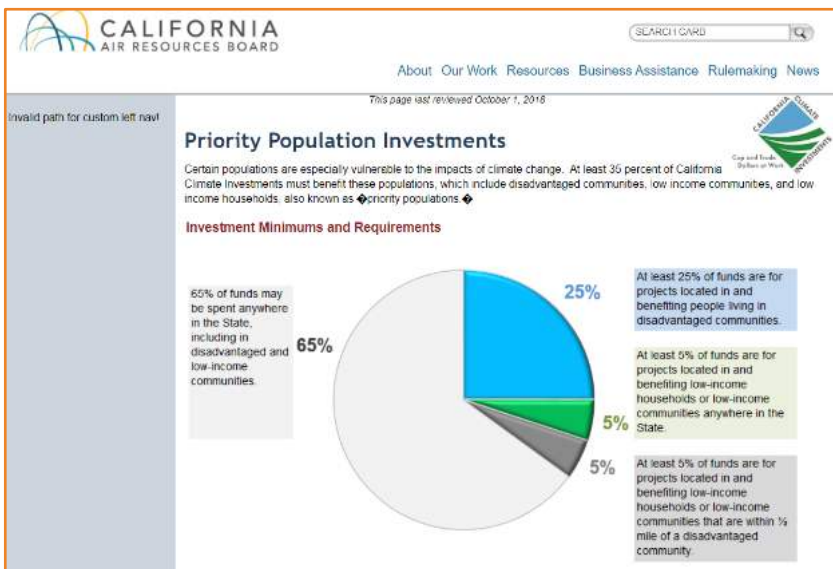 CALIFORNIA
AIR RESOURCES BOARD
SEARCH CARB
About Our Work Resources Business Assistance Rulemaking News
This page last reviewed October 1, 2018
Invalid path for custom left nav!
CALIFORNIA CLIMATE INVESTMENTS
Cap and Trade
Dollars at Work
Priority Population Investments
Certain populations are especially vulnerable to the impacts of climate change. At least 35 percent of California
Climate Investments must benefit these populations, which include disadvantaged communities, low income communities, and low
income households, also known as �priority populations.�
Investment Minimums and Requirements
65% of funds may
be spent anywhere
in the State,
including in
disadvantaged and
low-income
communities.
65%
25%
At least 25% of funds are for
projects located in and
benefiting people living in
disadvantaged communities.
5%
At least 5% of funds are for
projects located in and
benefiting low-income
households or low-income
communities anywhere in the
State.
5%
At least 5% of funds are for
projects located in and
benefiting low-income
households or low-income
communities that are within ½
mile of a disadvantaged
community.